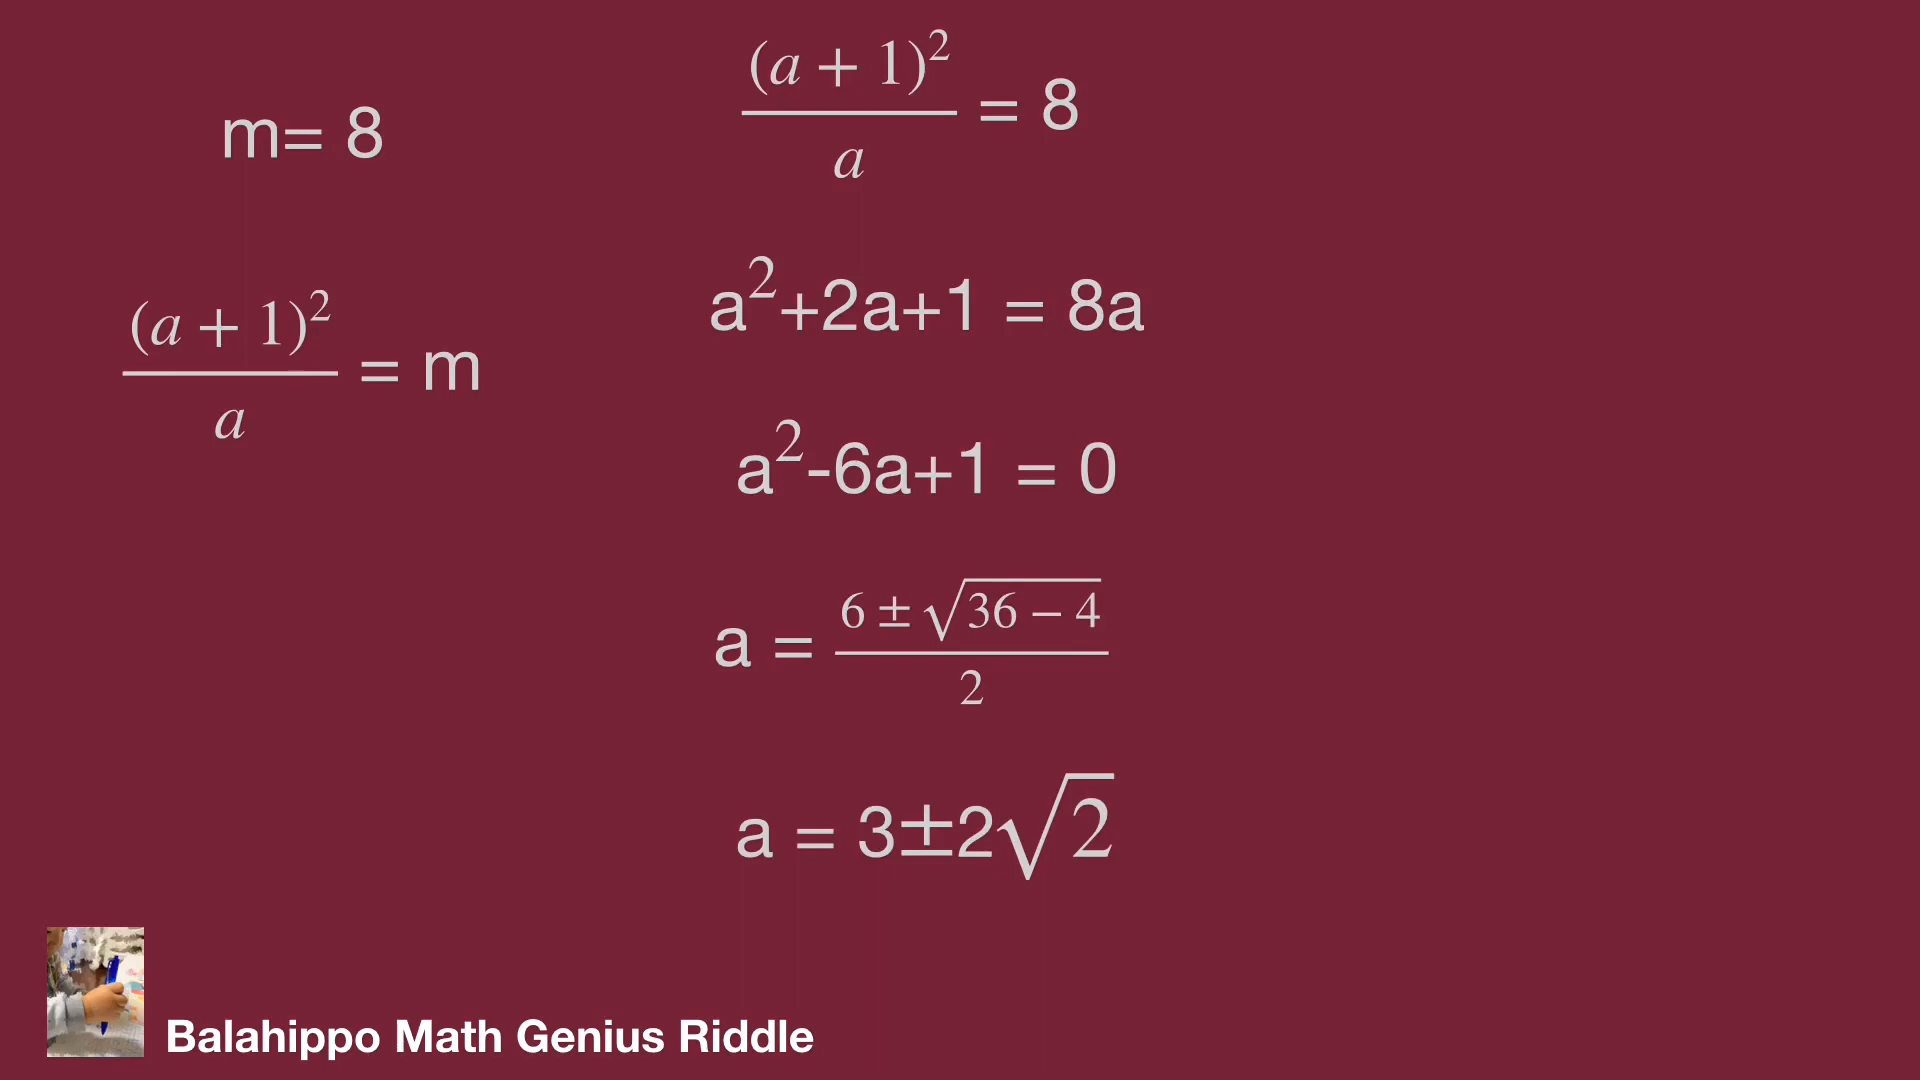 m= 8
(a + 1)²/a = m
(a + 1)²/a = 8
a²+2a+1 = 8a
a²-6a+1 = 0
a = (6 ± √(36 − 4))/2
a = 3±2√2
Balahippo Math Genius Riddle